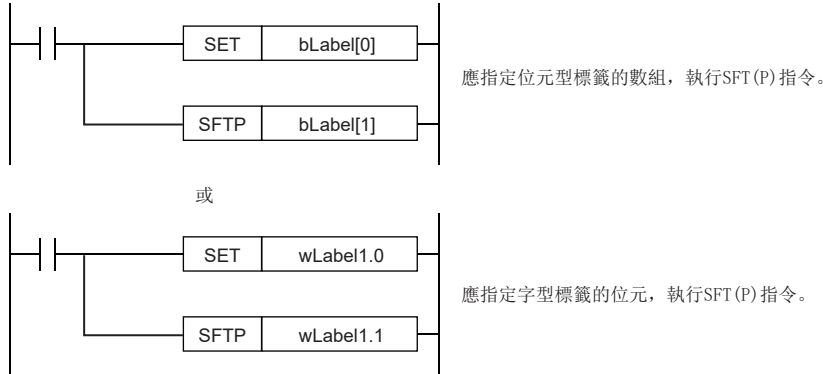 SET bLabel[0]
應指定位元型標籤的數組，執行SFT(P)指令。
SFTP bLabel[1]
或
SET wLabel1.0
應指定字型標籤的位元，執行SFT(P)指令。
SFTP wLabel1.1